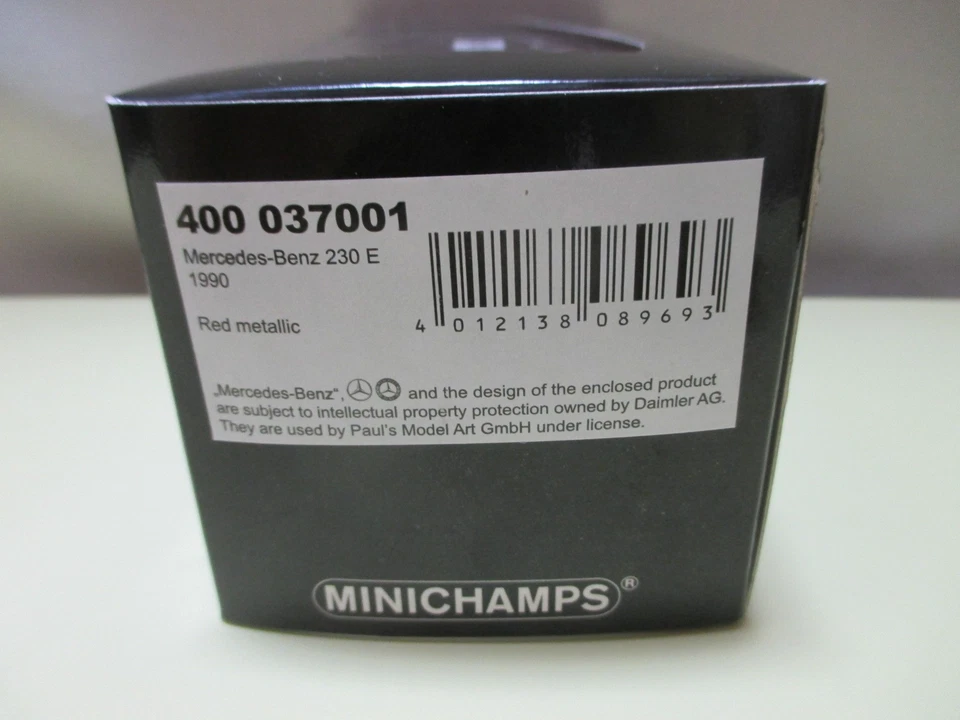 400 037001
Mercedes-Benz 230 E
1990
Red metallic
4 012138 089693
„Mercedes-Benz“, and the design of the enclosed product
are subject to intellectual property protection owned by Daimler AG.
They are used by Paul's Model Art GmbH under license.
MINICHAMPS®